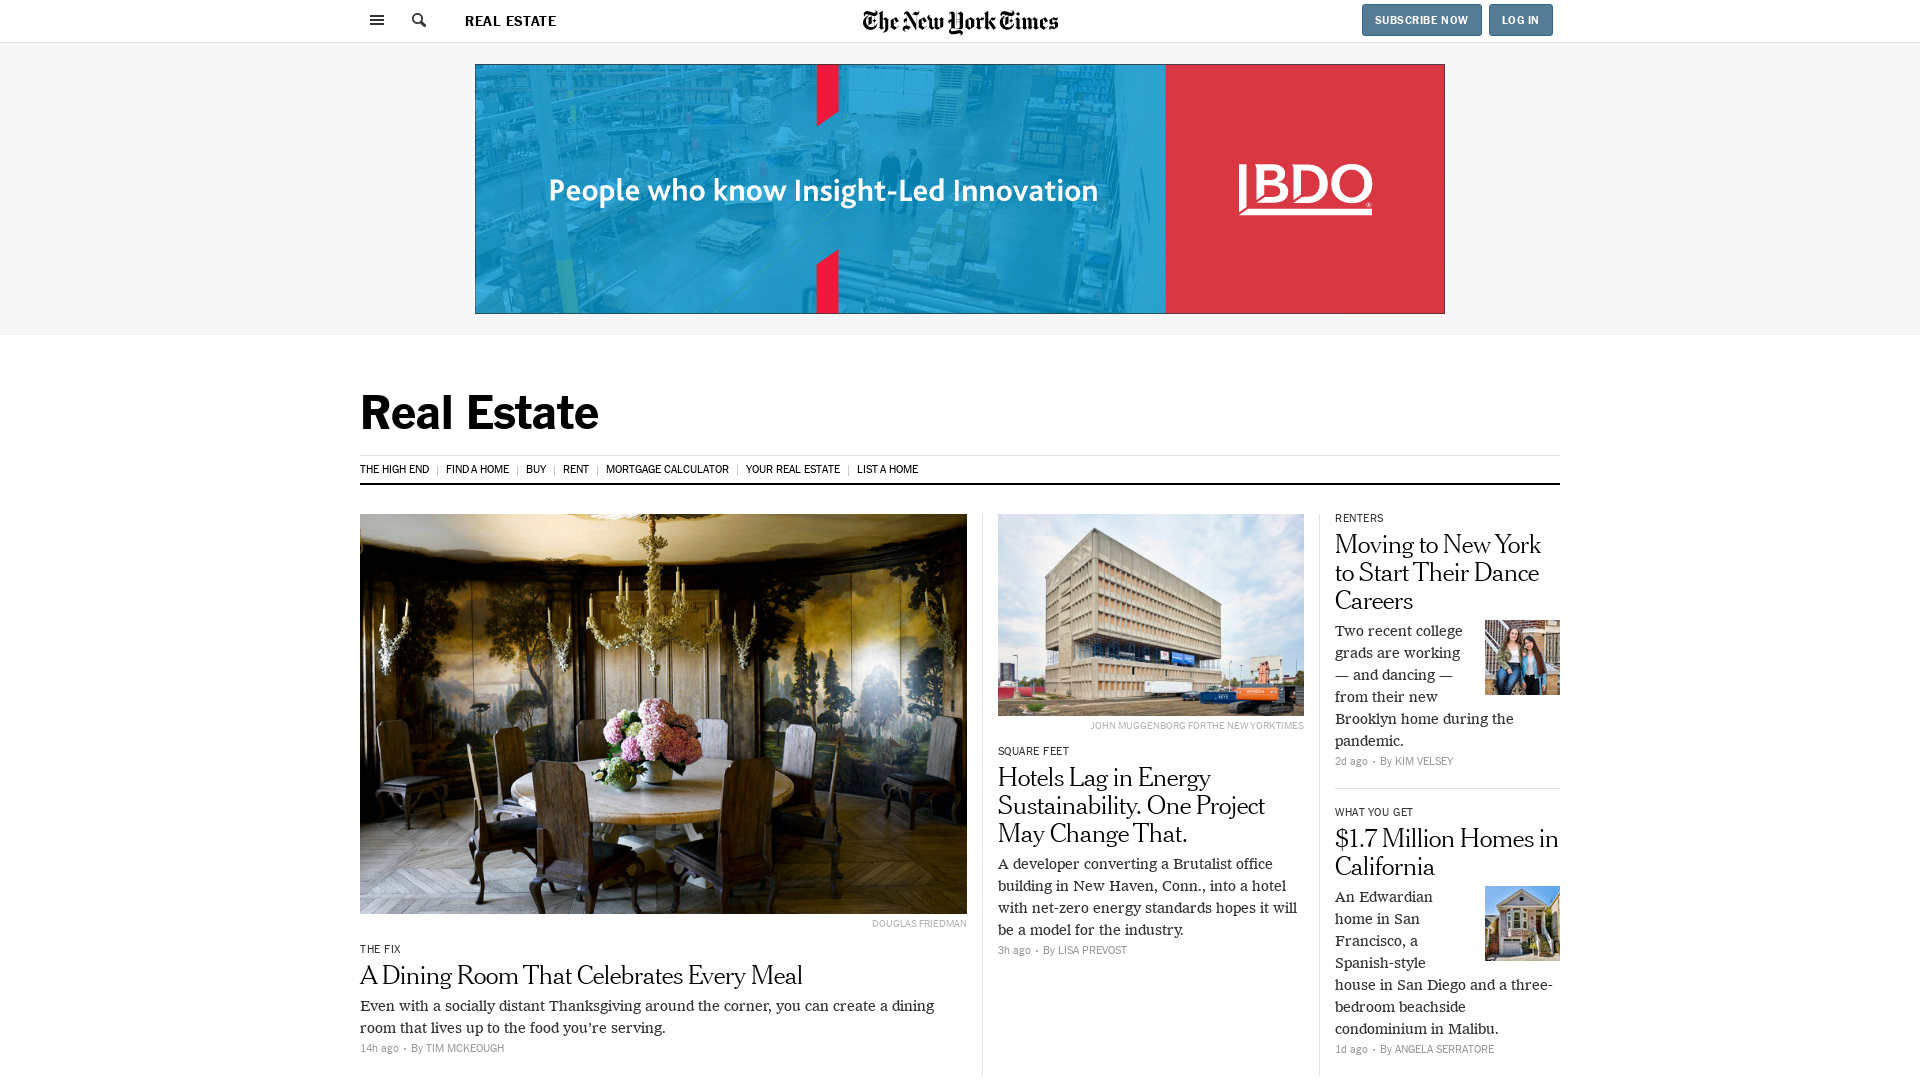 REAL ESTATE
The New York Times
SUBSCRIBE NOW
LOG IN
People who know Insight-Led Innovation
BDO
Real Estate
THE HIGH END
FIND A HOME
BUY
RENT
MORTGAGE CALCULATOR
YOUR REAL ESTATE
LIST A HOME
DOUGLAS FRIEDMAN
THE FIX
A Dining Room That Celebrates Every Meal
Even with a socially distant Thanksgiving around the corner, you can create a dining
room that lives up to the food you’re serving.
14h ago • By TIM MCKEOUGH
JOHN MUGGENBORG FOR THE NEW YORK TIMES
SQUARE FEET
Hotels Lag in Energy
Sustainability. One Project
May Change That.
A developer converting a Brutalist office
building in New Haven, Conn., into a hotel
with net-zero energy standards hopes it will
be a model for the industry.
3h ago • By LISA PREVOST
RENTERS
Moving to New York
to Start Their Dance
Careers
Two recent college
grads are working
— and dancing —
from their new
Brooklyn home during the
pandemic.
2d ago • By KIM VELSEY
WHAT YOU GET
$1.7 Million Homes in
California
An Edwardian
home in San
Francisco, a
Spanish-style
house in San Diego and a three-
bedroom beachside
condominium in Malibu.
1d ago • By ANGELA SERRATORE